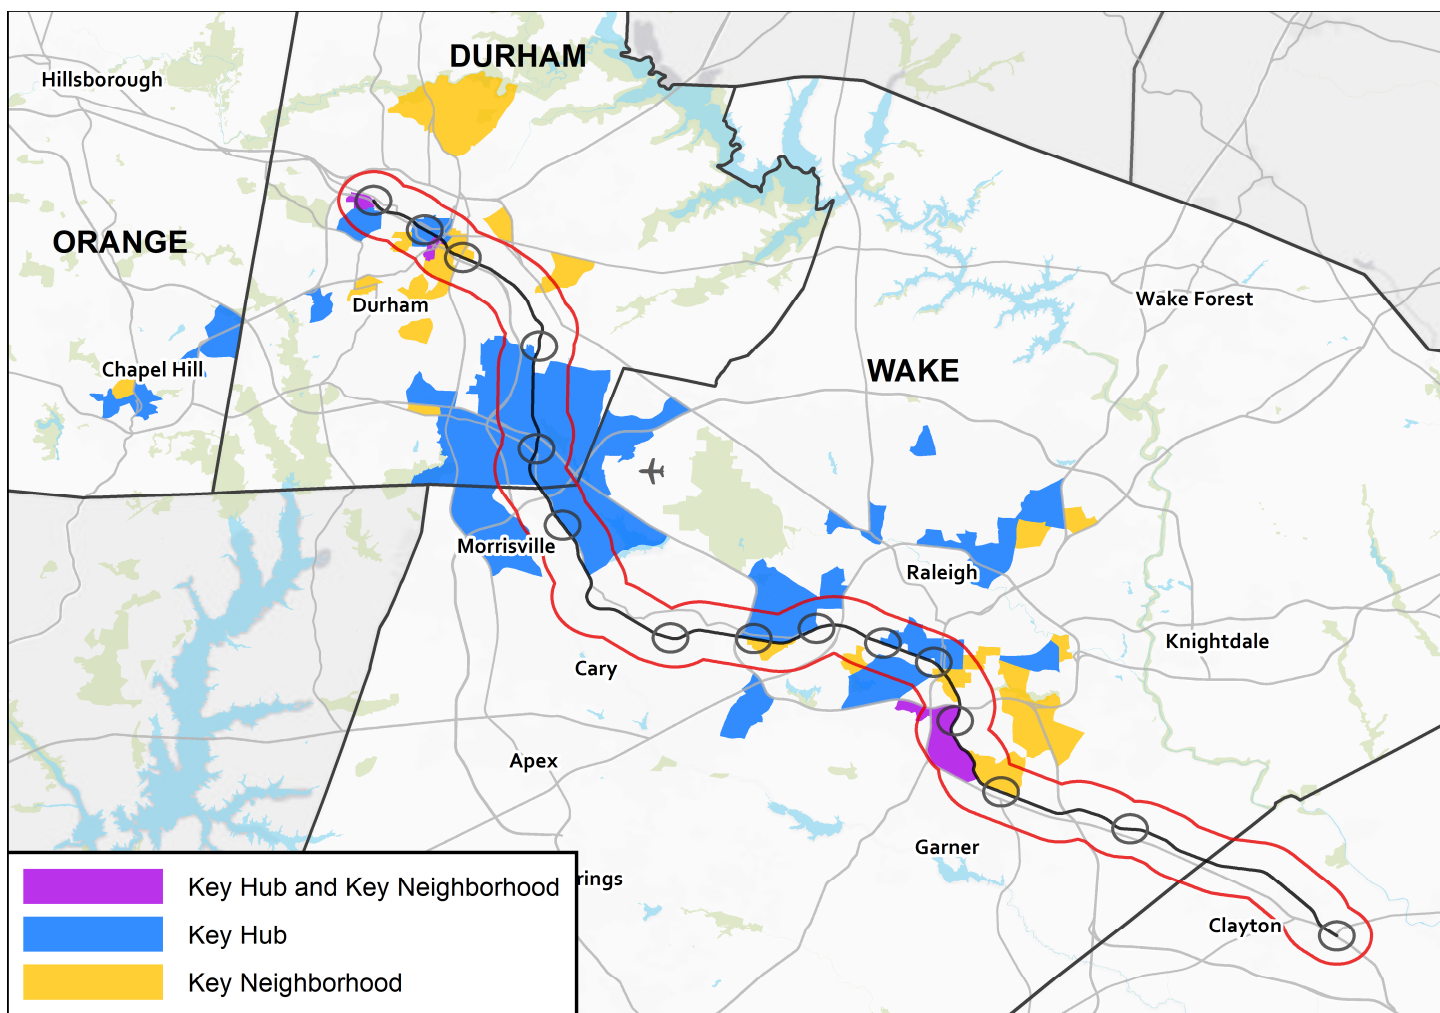 DURHAM
Hillsborough
ORANGE
Wake Forest
Durham
Chapel Hill
WAKE
Morrisville
Raleigh
Knightdale
Cary
Apex
Garner
rings
Clayton
Key Hub and Key Neighborhood
Key Hub
Key Neighborhood